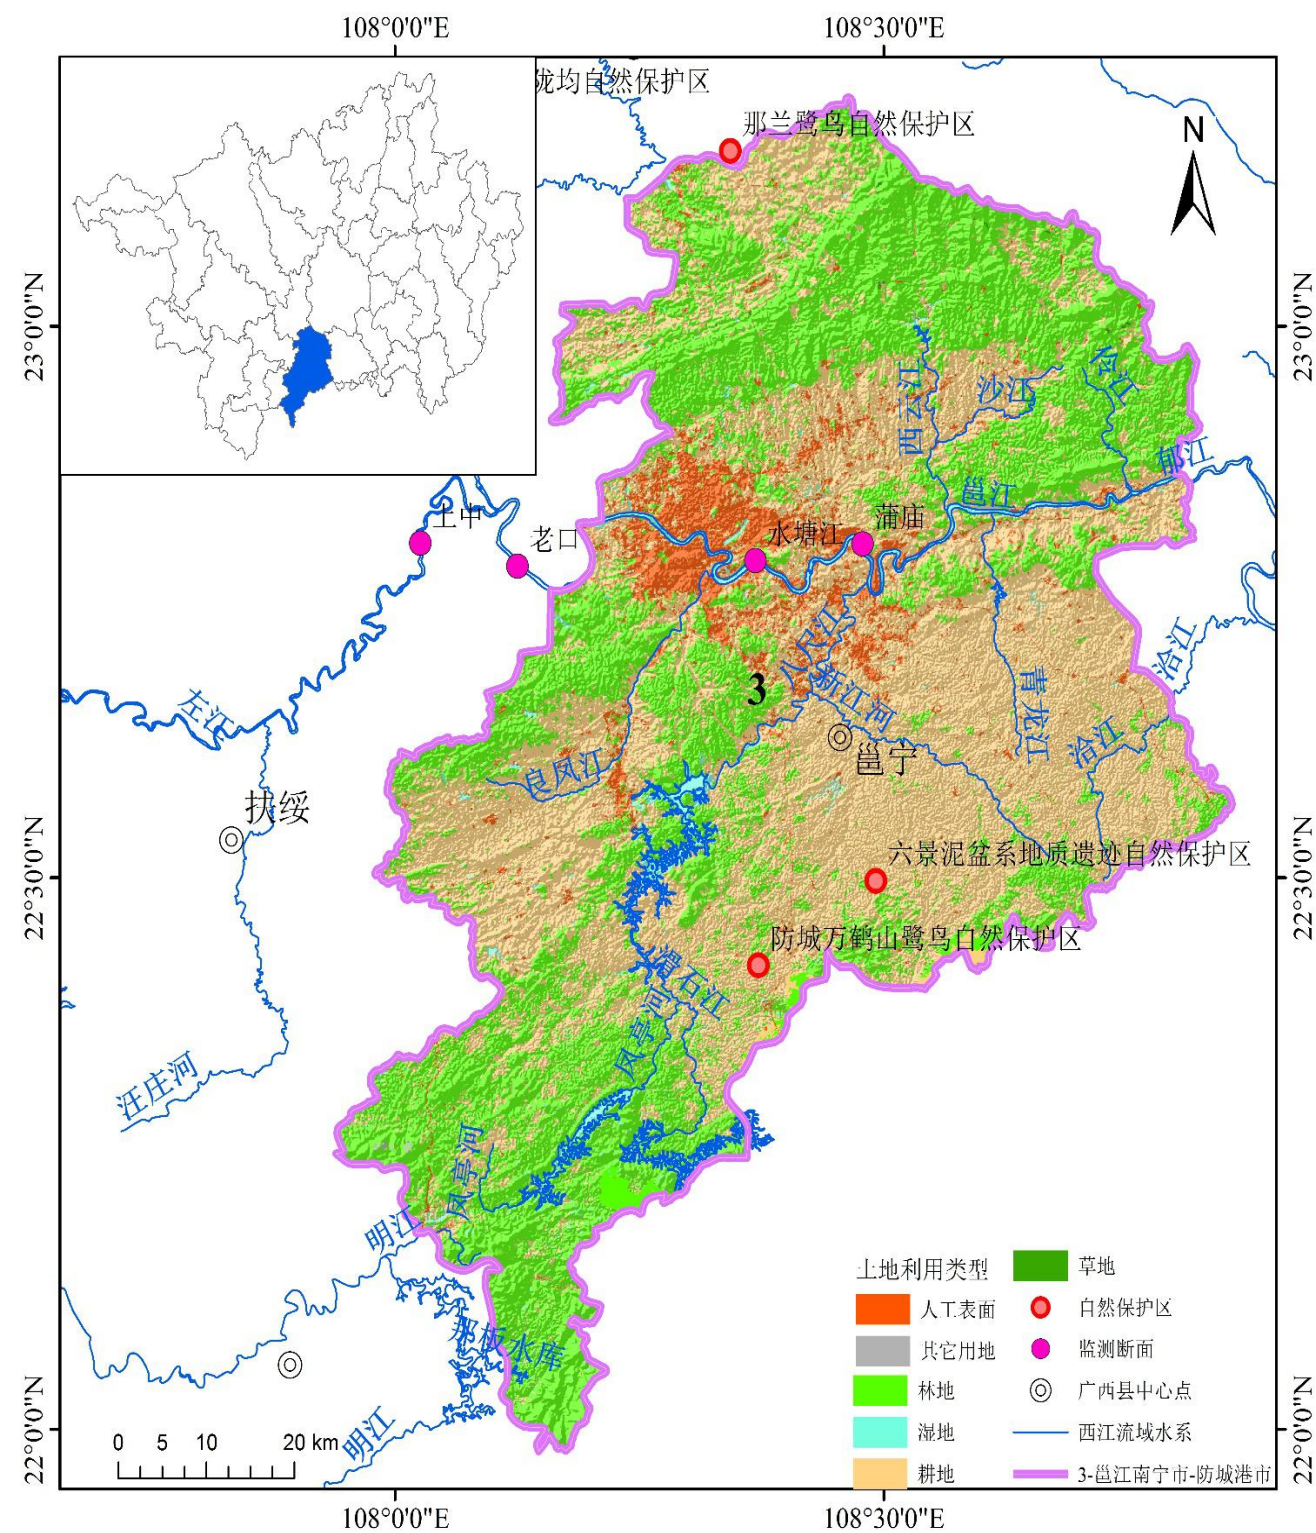 108°0'0"E
108°30'0"E
陇均自然保护区
那兰鹭鸟自然保护区
N
23°0'0"N
23°0'0"N
西云江
沙江
郁江
邕江
上中
老口
水塘江
蒲庙
八尺江
3
新江河
青龙江
治江
治江
左江
良凤江
邕宁
扶绥
六景泥盆系地质遗迹自然保护区
22°30'0"N
22°30'0"N
防城万鹤山鹭鸟自然保护区
滑石江
凤亭河
汪庄河
凤亭河
明江
那板水库
明江
土地利用类型
草地
人工表面
自然保护区
其它用地
监测断面
林地
广西县中心点
湿地
西江流域水系
耕地
3-邕江南宁市-防城港市
0 5 10 20 km
22°0'0"N
22°0'0"N
108°0'0"E
108°30'0"E